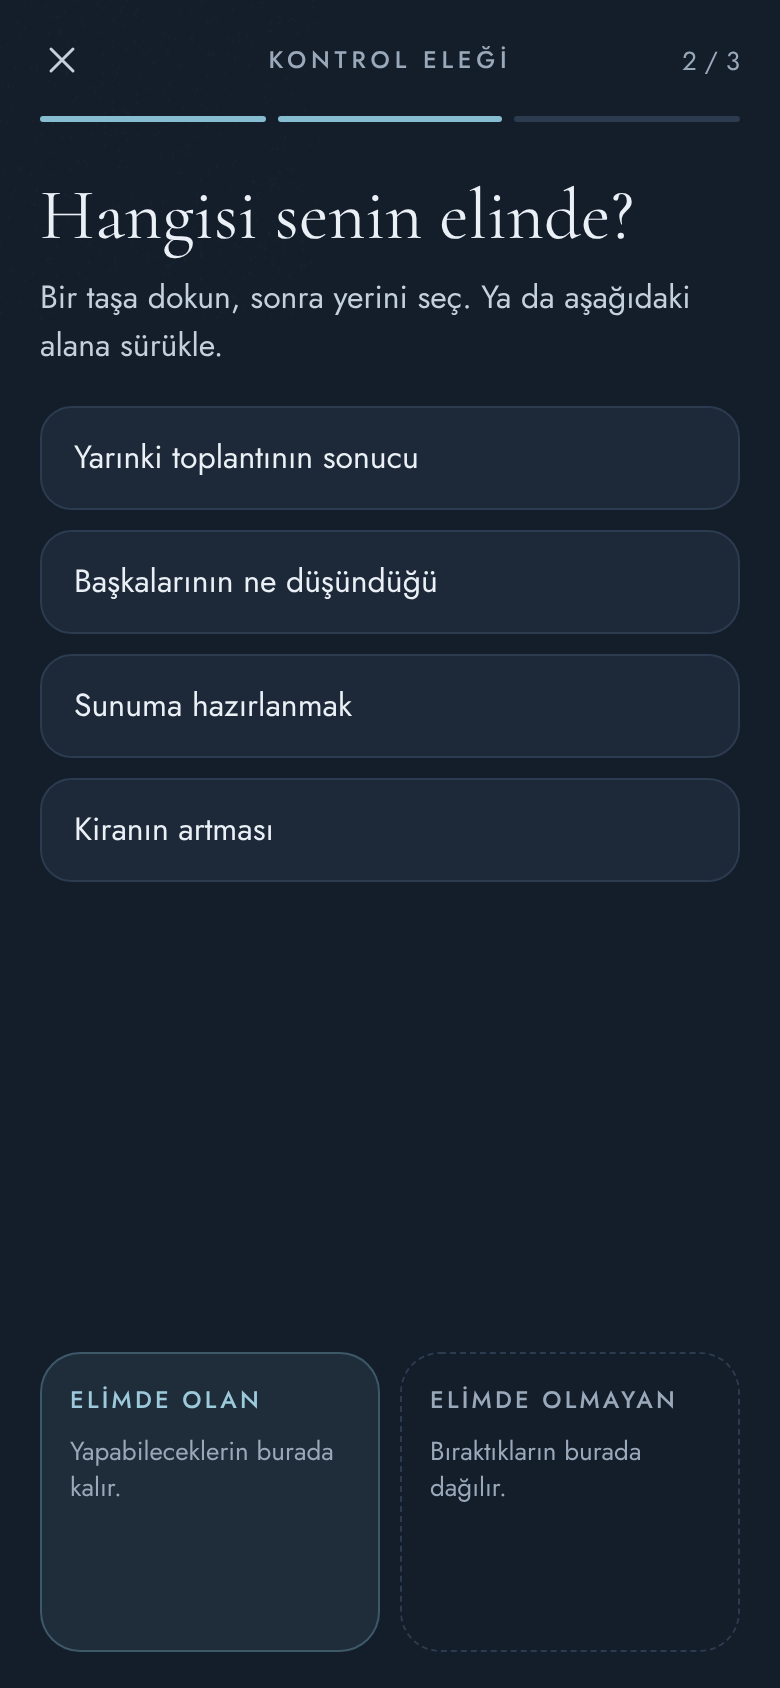 KONTROL ELEĞİ
2 / 3
Hangisi senin elinde?
Bir taşa dokun, sonra yerini seç. Ya da aşağıdaki
alana sürükle.
Yarınki toplantının sonucu
Başkalarının ne düşündüğü
Sunuma hazırlanmak
Kiranın artması
ELİMDE OLAN
Yapabileceklerin burada
kalır.
ELİMDE OLMAYAN
Bıraktıkların burada
dağılır.